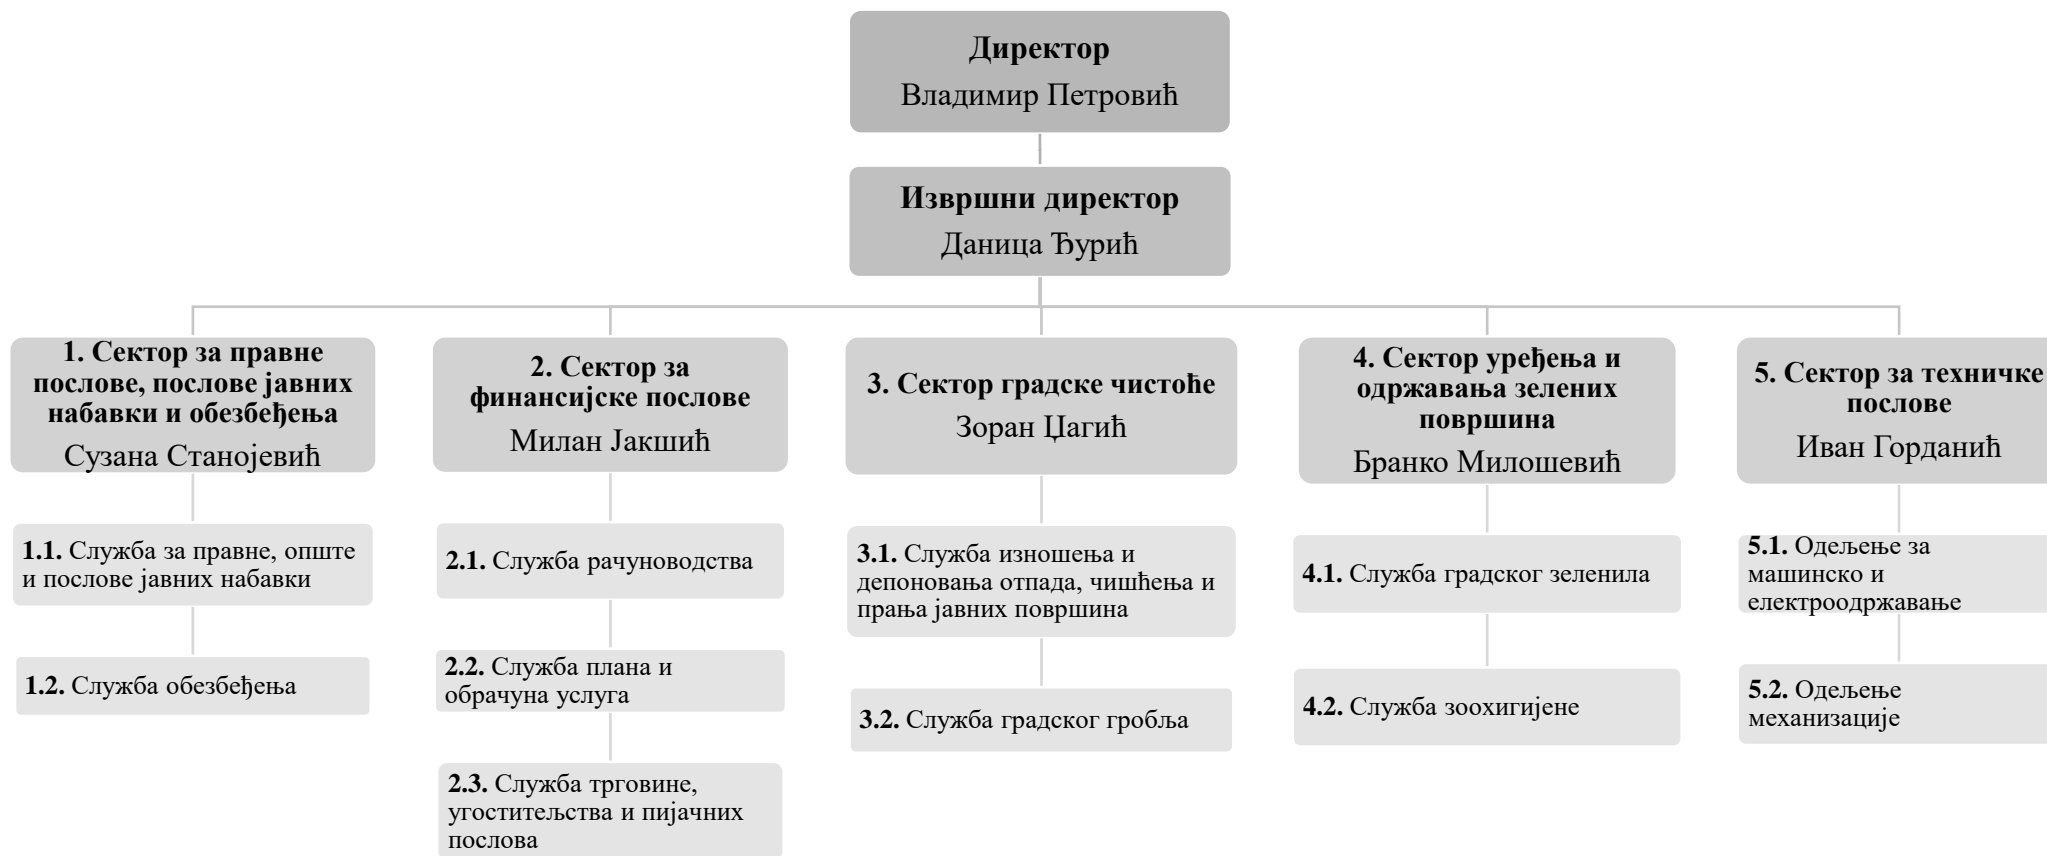 Директор
Владимир Петровић
Извршни директор
Даница Ђурић
1. Сектор за правне
послове, послове јавних
набавки и обезбеђења
Сузана Станојевић
2. Сектор за
финансијске послове
Милан Јакшић
3. Сектор градске чистоће
Зоран Џагић
4. Сектор уређења и
одржавања зелених
површина
Бранко Милошевић
5. Сектор за техничке
послове
Иван Горданић
1.1. Служба за правне, опште
и послове јавних набавки
1.2. Служба обезбеђења
2.1. Служба рачуноводства
2.2. Служба плана и
обрачуна услуга
2.3. Служба трговине,
угоститељства и пијачних
послова
3.1. Служба изношења и
депоновања отпада, чишћења и
прања јавних површина
3.2. Служба градског гробља
4.1. Служба градског зеленила
4.2. Служба зоохигијене
5.1. Одељење за
машинско и
електроодржавање
5.2. Одељење
механизације